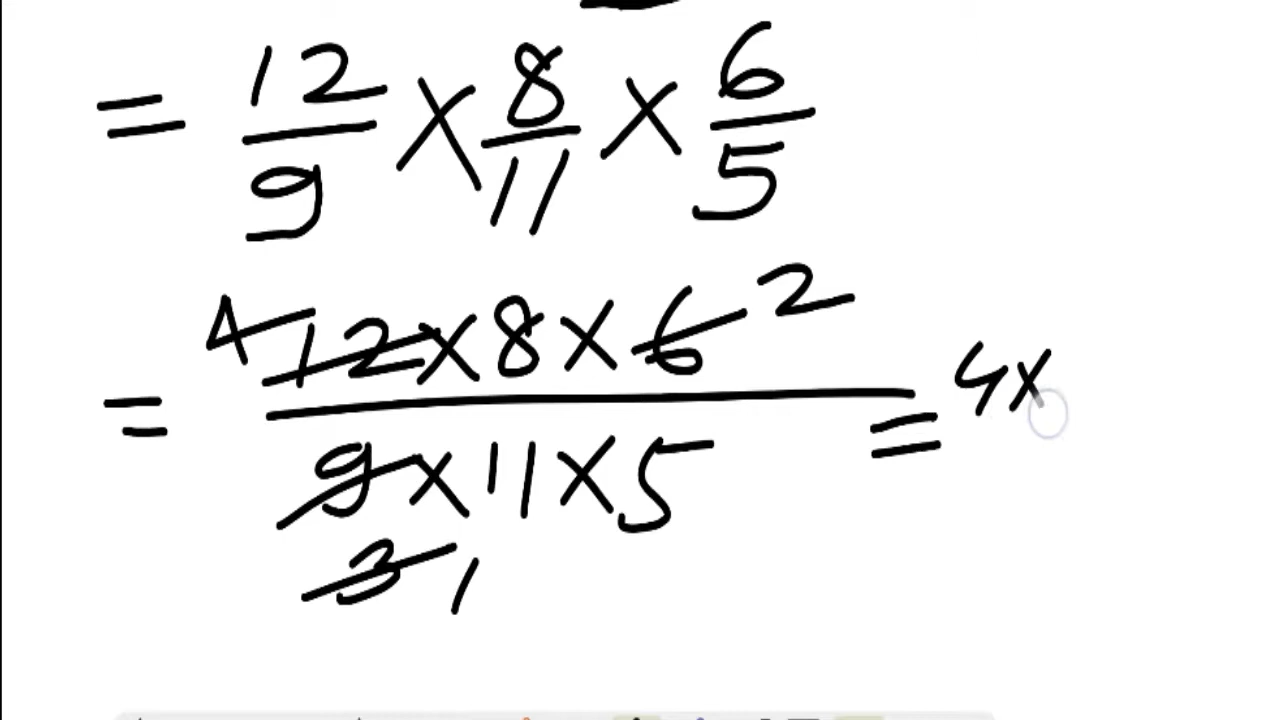 = 12/9 × 8/11 × 6/5
4 12 × 8 × 6 2
= = 4×
9 × 11 × 5
3 1